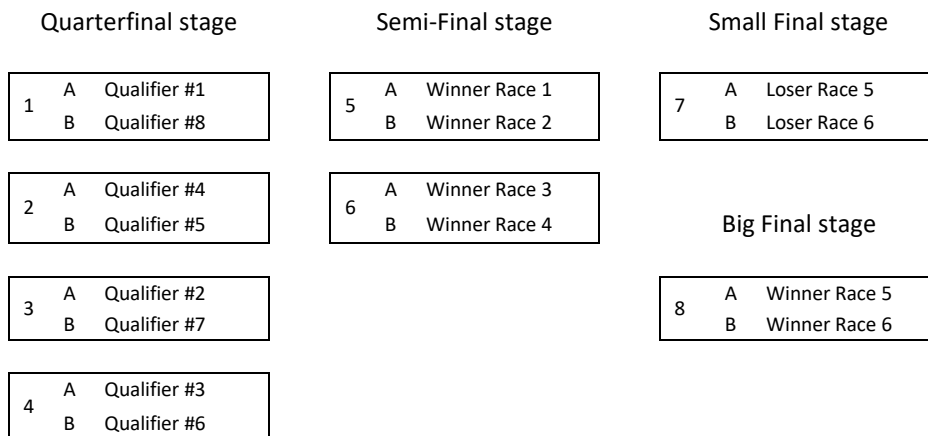 Quarterfinal stage
1
A Qualifier #1
B Qualifier #8
2
A Qualifier #4
B Qualifier #5
3
A Qualifier #2
B Qualifier #7
4
A Qualifier #3
B Qualifier #6
Semi-Final stage
5
A Winner Race 1
B Winner Race 2
6
A Winner Race 3
B Winner Race 4
Small Final stage
7
A Loser Race 5
B Loser Race 6
Big Final stage
8
A Winner Race 5
B Winner Race 6